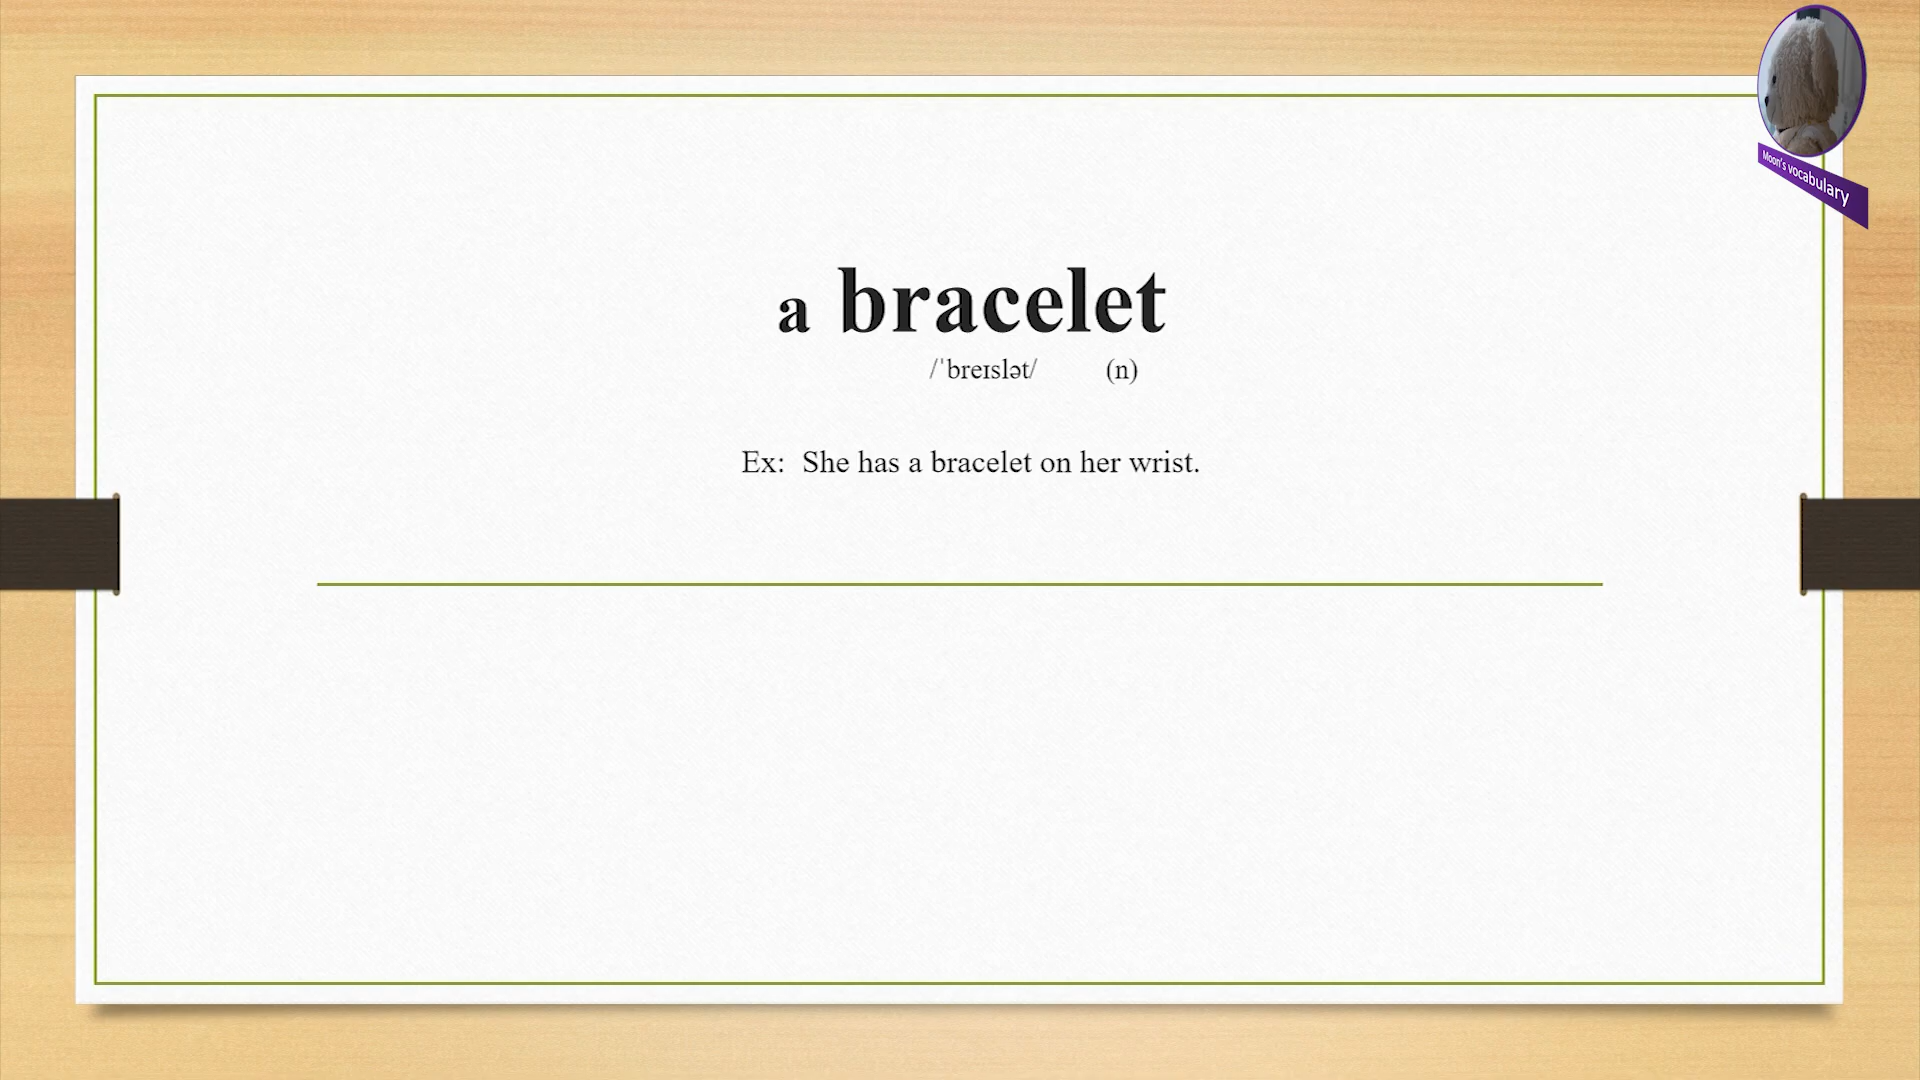 Moon's vocabulary
a bracelet
/ˈbreɪslət/ (n)
Ex: She has a bracelet on her wrist.